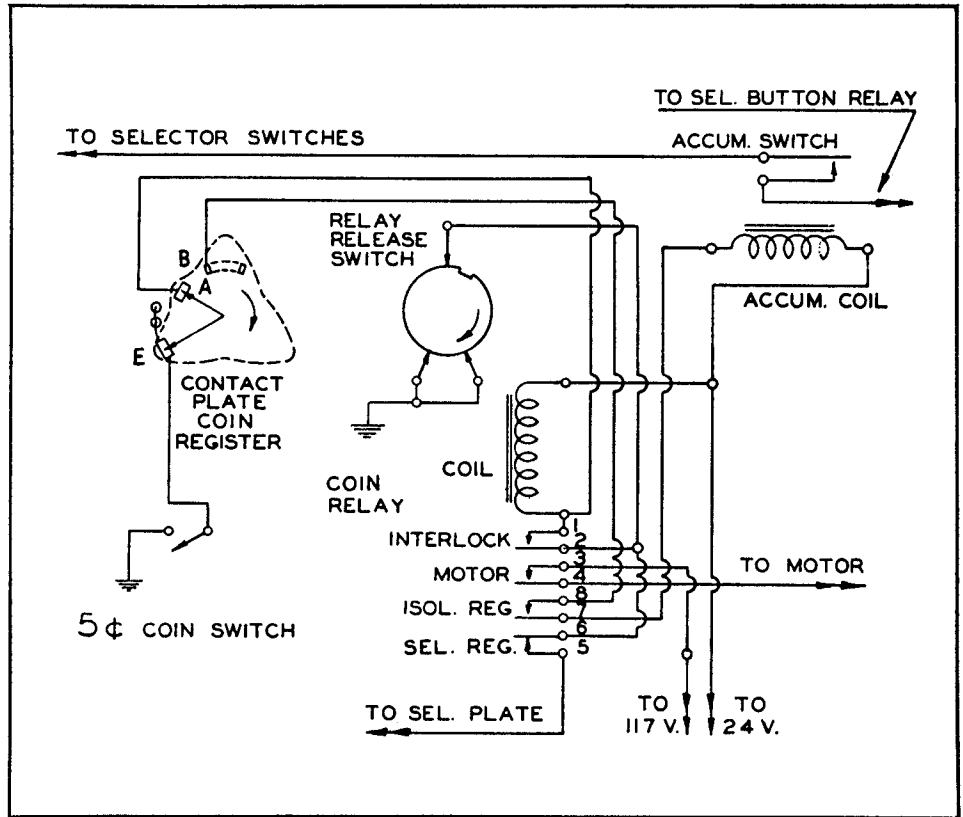 TO SEL. BUTTON RELAY
TO SELECTOR SWITCHES
ACCUM. SWITCH
RELAY
RELEASE
SWITCH
B
A
ACCUM. COIL
E
CONTACT
PLATE
COIN
REGISTER
COIL
COIN
RELAY
1
INTERLOCK 2
3
MOTOR 4
TO MOTOR
8
ISOL. REG 7
6
5¢ COIN SWITCH
SEL. REG. 5
TO SEL. PLATE
TO
117 V.
TO
24 V.